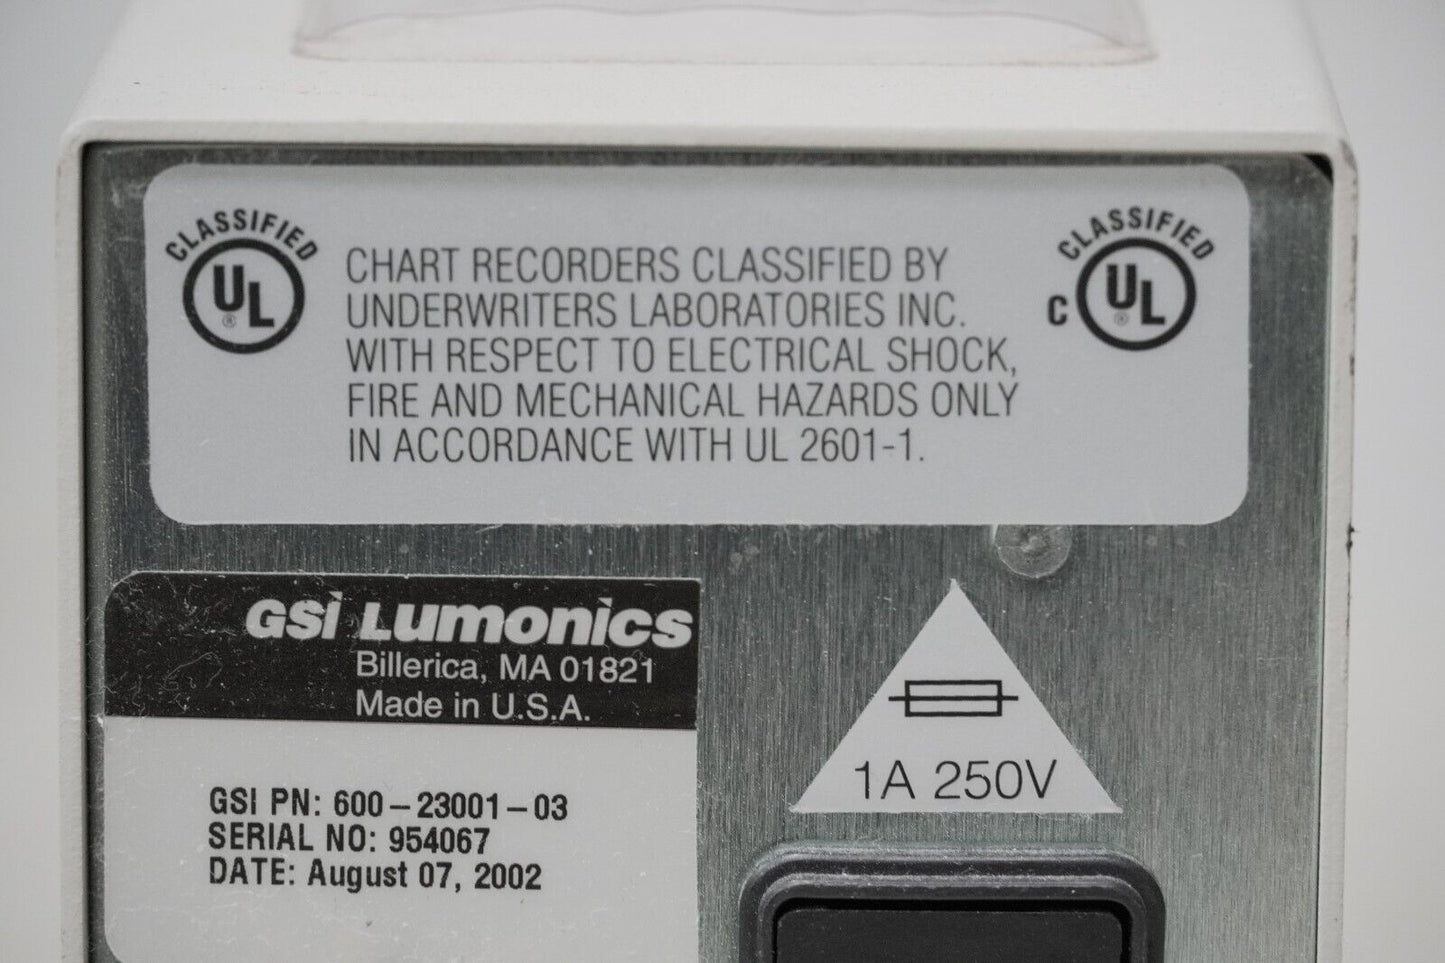 CLASSIFIED
UL®
CHART RECORDERS CLASSIFIED BY
UNDERWRITERS LABORATORIES INC.
WITH RESPECT TO ELECTRICAL SHOCK,
FIRE AND MECHANICAL HAZARDS ONLY
IN ACCORDANCE WITH UL 2601-1.
CLASSIFIED
C UL®
GSi Lumonics
Billerica, MA 01821
Made in U.S.A.
GSI PN: 600-23001-03
SERIAL NO: 954067
DATE: August 07, 2002
1A 250V